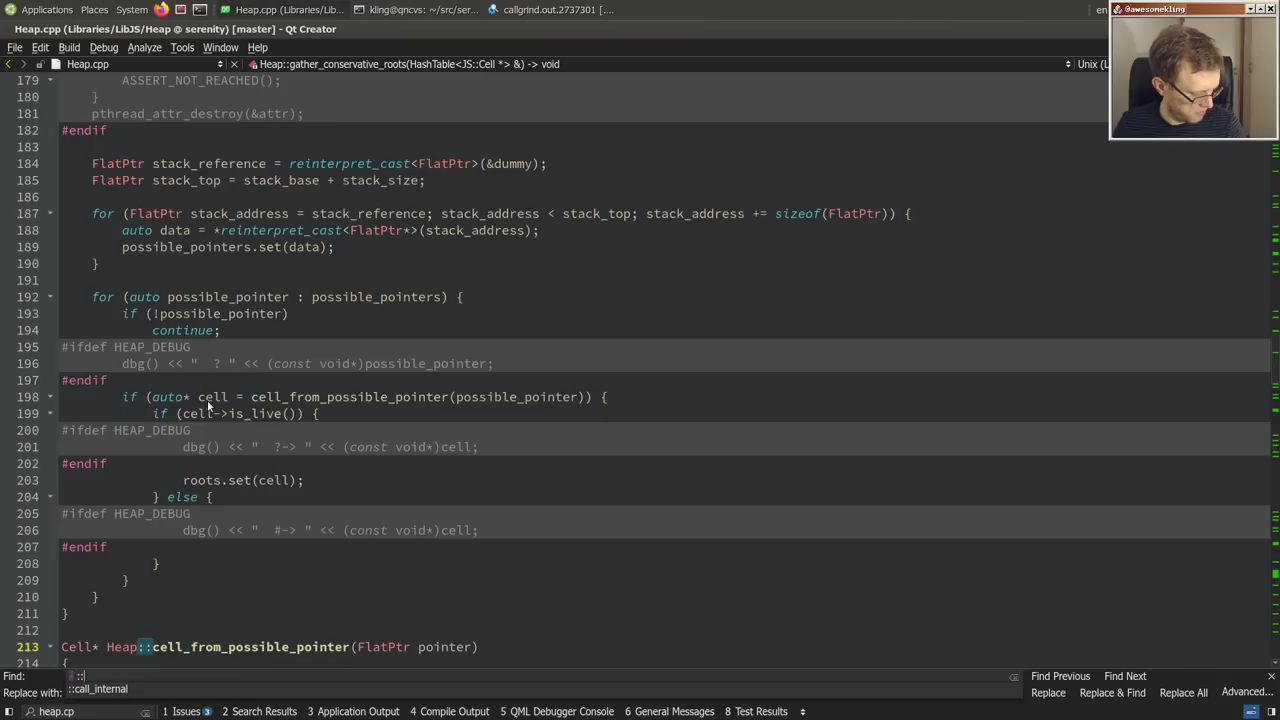 Applications Places System Heap.cpp (Libraries/Lib... kling@qncvs: ~/src/ser... callgrind.out.2737301 [... en
@awesomekling
Heap.cpp (Libraries/LibJS/Heap @ serenity) [master] - Qt Creator
File Edit Build Debug Analyze Tools Window Help
Heap.cpp Heap::gather_conservative_roots(HashTable<JS::Cell *> &) -> void Unix (L
179 ASSERT_NOT_REACHED();
180 }
181 pthread_attr_destroy(&attr);
182 #endif
183
184 FlatPtr stack_reference = reinterpret_cast<FlatPtr>(&dummy);
185 FlatPtr stack_top = stack_base + stack_size;
186
187 for (FlatPtr stack_address = stack_reference; stack_address < stack_top; stack_address += sizeof(FlatPtr)) {
188 auto data = *reinterpret_cast<FlatPtr*>(stack_address);
189 possible_pointers.set(data);
190 }
191
192 for (auto possible_pointer : possible_pointers) {
193 if (!possible_pointer)
194 continue;
195 #ifdef HEAP_DEBUG
196 dbg() << "  ? " << (const void*)possible_pointer;
197 #endif
198 if (auto* cell = cell_from_possible_pointer(possible_pointer)) {
199 if (cell->is_live()) {
200 #ifdef HEAP_DEBUG
201 dbg() << "  ?-> " << (const void*)cell;
202 #endif
203 roots.set(cell);
204 } else {
205 #ifdef HEAP_DEBUG
206 dbg() << "  #-> " << (const void*)cell;
207 #endif
208 }
209 }
210 }
211 }
212
213 Cell* Heap::cell_from_possible_pointer(FlatPtr pointer)
214 {
Find: :: Find Previous Find Next
Replace with: ::call_internal Replace Replace & Find Replace All Advanced...
heap.cp 1 Issues 3 2 Search Results 3 Application Output 4 Compile Output 5 QML Debugger Console 6 General Messages 8 Test Results